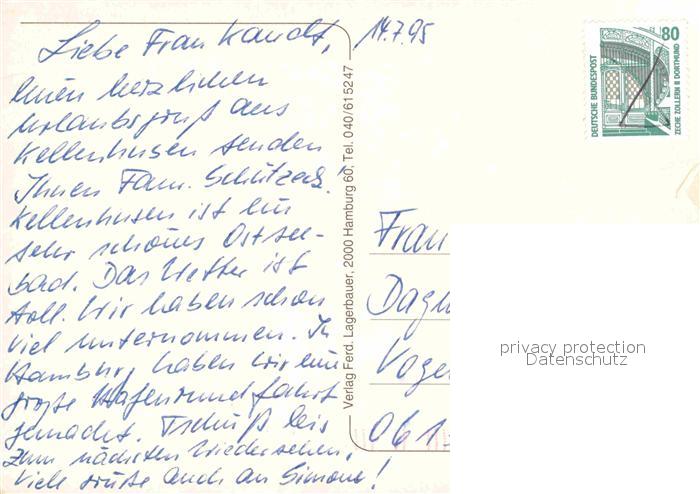 Liebe Frau Kandt,
14.7.95
Einen herzlichen
Urlaubsgruß aus
Kellenhusen senden
Ihnen Fam. Schützeck.
Kellenhusen ist ein
sehr schönes Ostsee-
bad. Das Wetter ist
toll. Wir haben schon
viel unternommen. In
Hamburg haben wir eine
große Hafenrundfahrt
gemacht. Tschüß bis
zum nächsten Wiedersehen.
Viele Grüße auch an Simone!
Verlag Ferd. Lagerbauer, 2000 Hamburg 60, Tel. 040/615247
80
DEUTSCHE BUNDESPOST
ZECHE ZOLLERN II DORTMUND
Frau
Dagm
Voge
061
privacy protection
Datenschutz